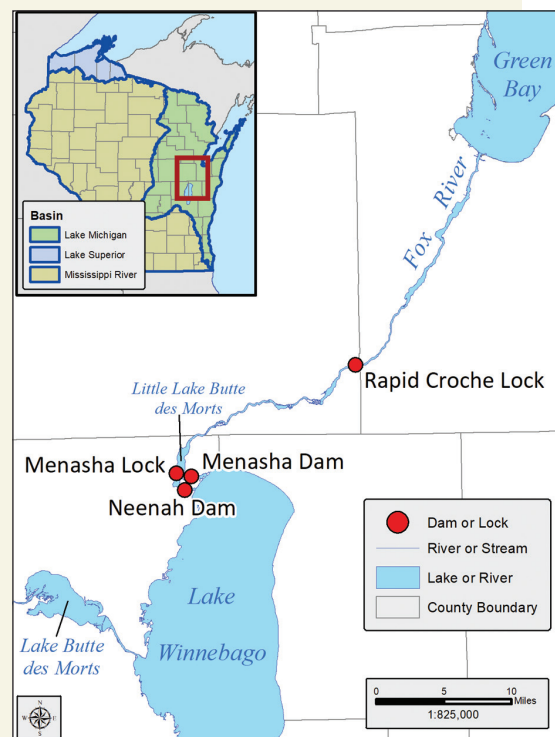 Basin
Lake Michigan
Lake Superior
Mississippi River
Green
Bay
Fox River
Rapid Croche Lock
Little Lake Butte
des Morts
Menasha Lock
Menasha Dam
Neenah Dam
Lake
Winnebago
Lake Butte
des Morts
Dam or Lock
River or Stream
Lake or River
County Boundary
0 5 10
Miles
1:825,000
N
W E
S